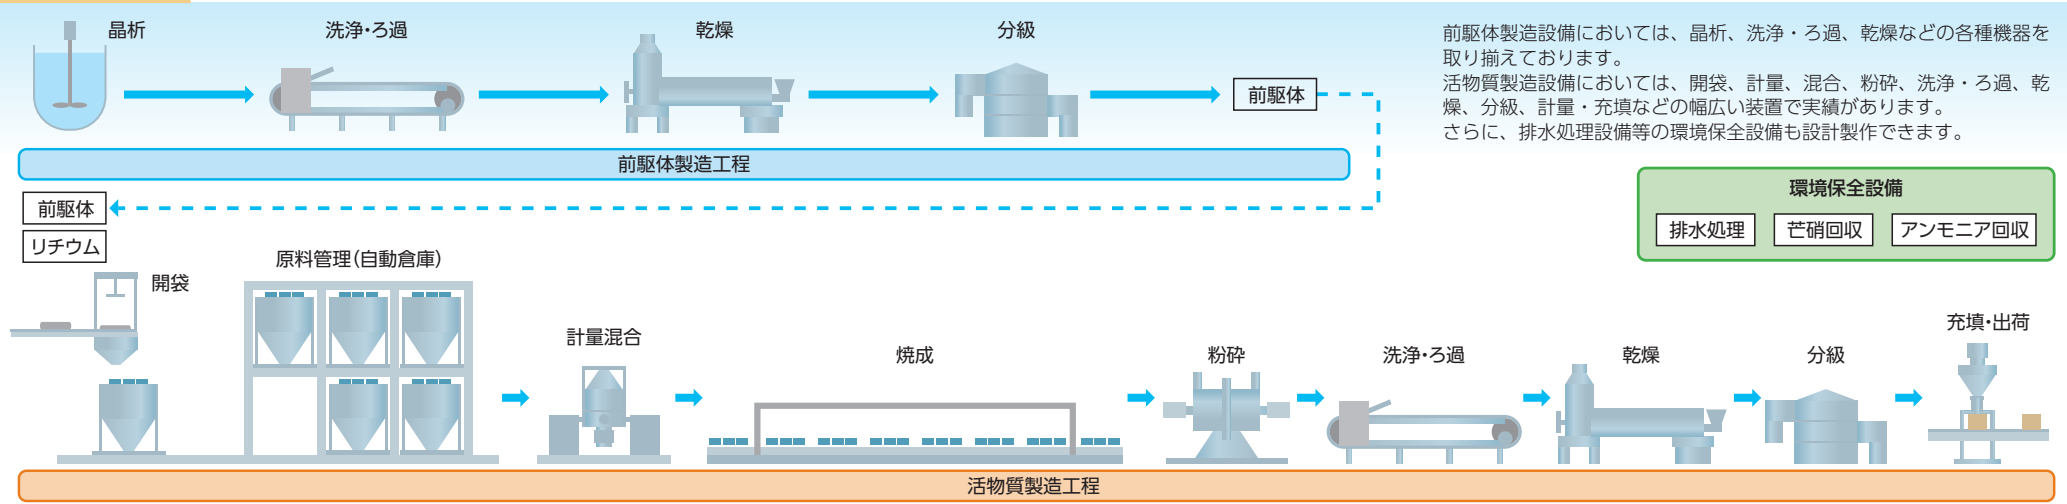 晶析
洗浄・ろ過
乾燥
分級
前駆体
前駆体製造工程
前駆体製造設備においては、晶析、洗浄・ろ過、乾燥などの各種機器を
取り揃えております。
活物質製造設備においては、開袋、計量、混合、粉砕、洗浄・ろ過、乾
燥、分級、計量・充填などの幅広い装置で実績があります。
さらに、排水処理設備等の環境保全設備も設計製作できます。
環境保全設備
排水処理
芒硝回収
アンモニア回収
前駆体
リチウム
開袋
原料管理(自動倉庫)
計量混合
焼成
粉砕
洗浄・ろ過
乾燥
分級
充填・出荷
活物質製造工程